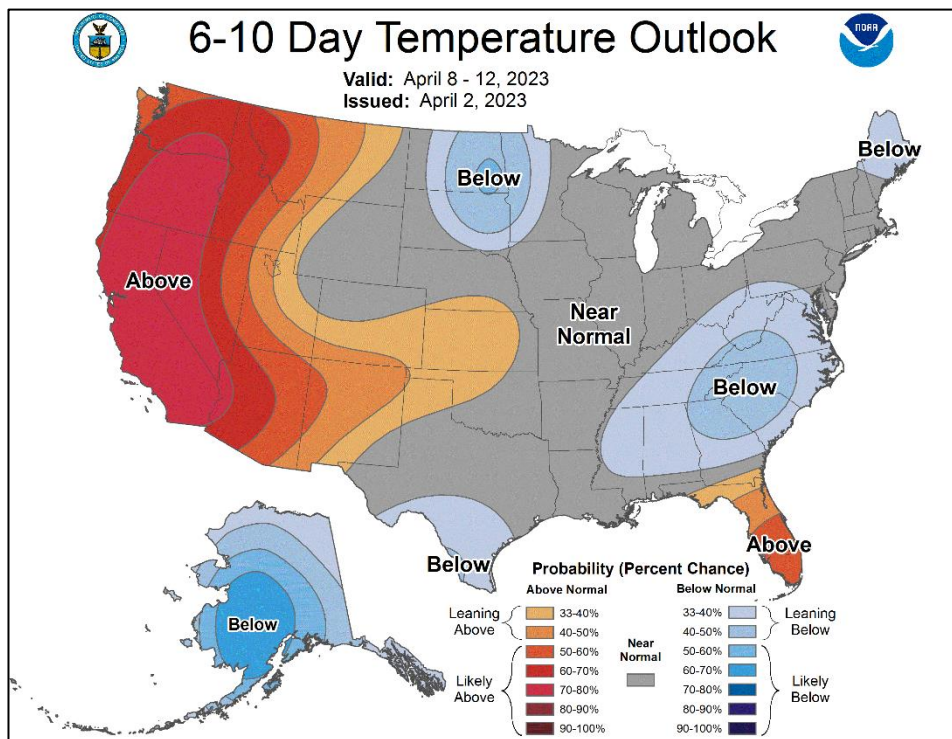 6-10 Day Temperature Outlook
NOAA
Valid: April 8 - 12, 2023
Issued: April 2, 2023
Below
Below
Above
Near
Normal
Below
Above
Below
Below
Probability (Percent Chance)
Above Normal
Below Normal
Leaning
Above
33-40%
40-50%
Likely
Above
50-60%
60-70%
70-80%
80-90%
90-100%
Near
Normal
33-40%
40-50%
Leaning
Below
50-60%
60-70%
70-80%
80-90%
90-100%
Likely
Below